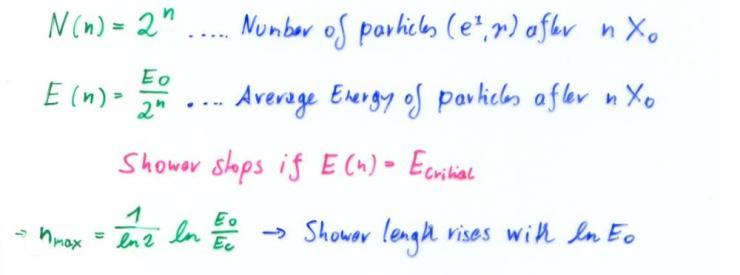 N(n) = 2^n ..... Number of particles (e^±, γ) after n X₀
E(n) = E₀/2^n .... Average Energy of particles after n X₀
Shower stops if E(n) = E_critical
→ n_max = 1/ln 2 ln E₀/E_c → Shower length rises with ln E₀